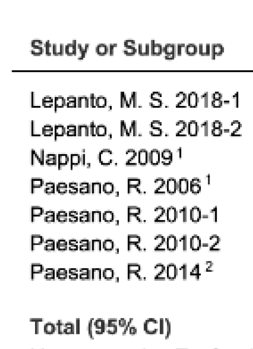 Study or Subgroup
Lepanto, M. S. 2018-1
Lepanto, M. S. 2018-2
Nappi, C. 2009¹
Paesano, R. 2006¹
Paesano, R. 2010-1
Paesano, R. 2010-2
Paesano, R. 2014²
Total (95% CI)